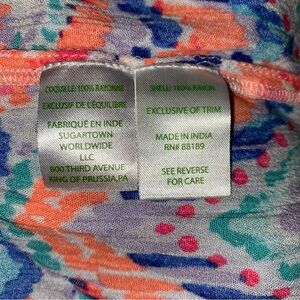 COQUILLE: 100% RAYONNE
EXCLUSIF DE L'ÉQUILIBRE
FABRIQUÉ EN INDE
SUGARTOWN
WORLDWIDE
LLC
800 THIRD AVENUE
KING OF PRUSSIA,PA
SHELL: 100% RAYON
EXCLUSIVE OF TRIM
MADE IN INDIA
RN# 88189
SEE REVERSE
FOR CARE